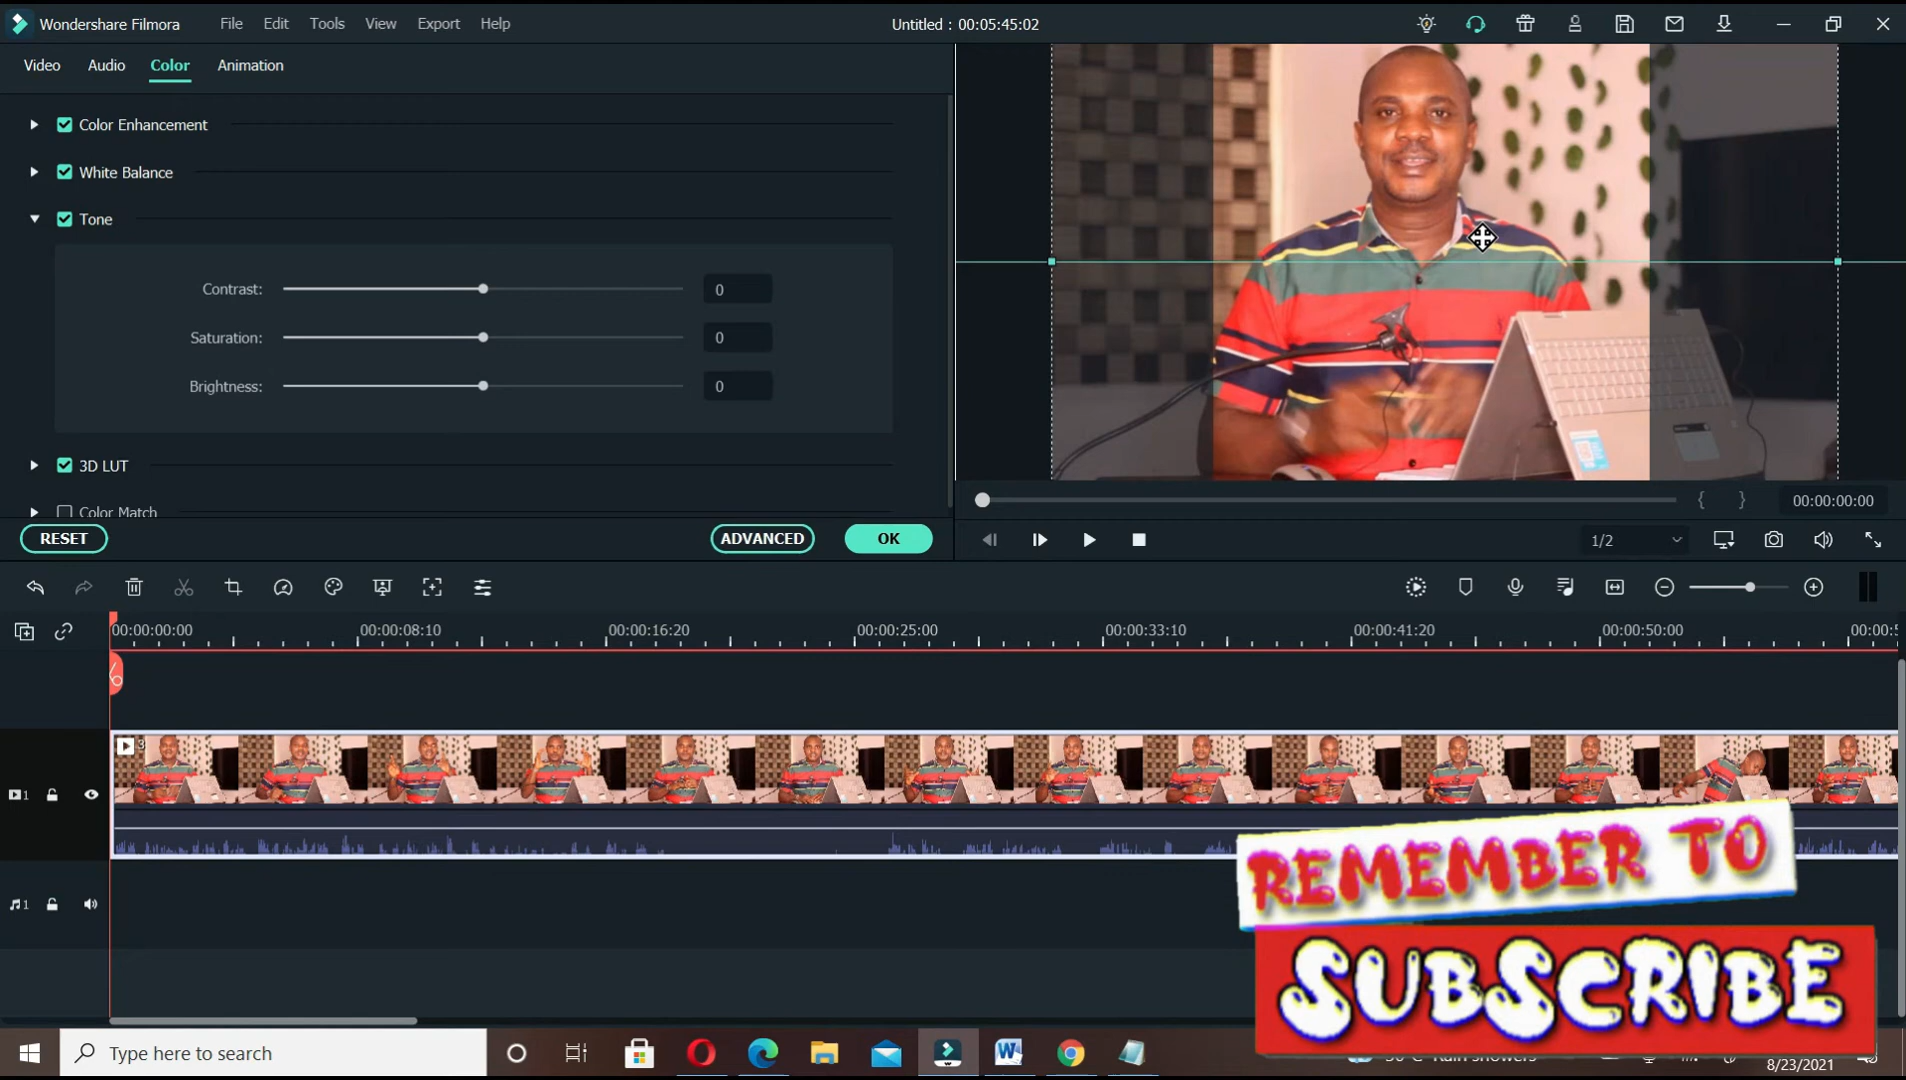 Wondershare Filmora File Edit Tools View Export Help Untitled : 00:05:45:02
Video Audio Color Animation
Color Enhancement
White Balance
Tone
Contrast: 0
Saturation: 0
Brightness: 0
3D LUT
Color Match
RESET ADVANCED OK
00:00:00:00
1/2
00:00:00:00 00:00:08:10 00:00:16:20 00:00:25:00 00:00:33:10 00:00:41:20 00:00:50:00
1
1
REMEMBER TO
SUBSCRIBE
Type here to search
8/23/2021